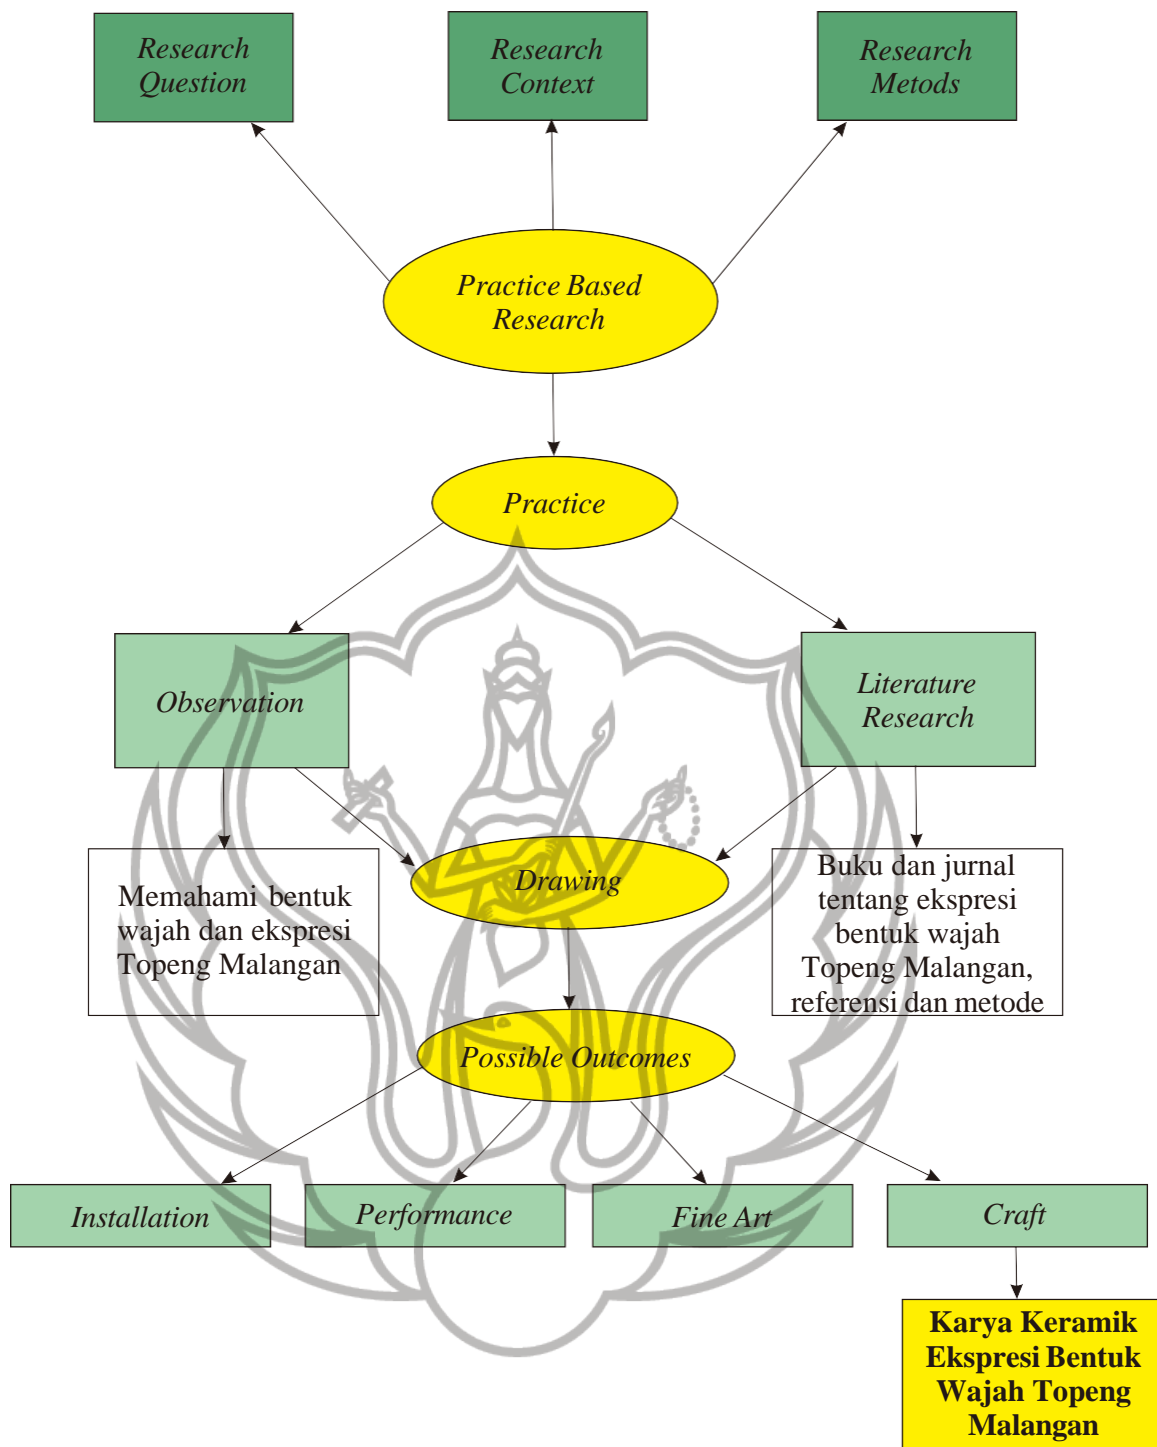 Research
Question
Research
Context
Research
Metods
Practice Based
Research
Practice
Observation
Literature
Research
Memahami bentuk
wajah dan ekspresi
Topeng Malangan
Drawing
Buku dan jurnal
tentang ekspresi
bentuk wajah
Topeng Malangan,
referensi dan metode
Possible Outcomes
Installation
Performance
Fine Art
Craft
Karya Keramik
Ekspresi Bentuk
Wajah Topeng
Malangan